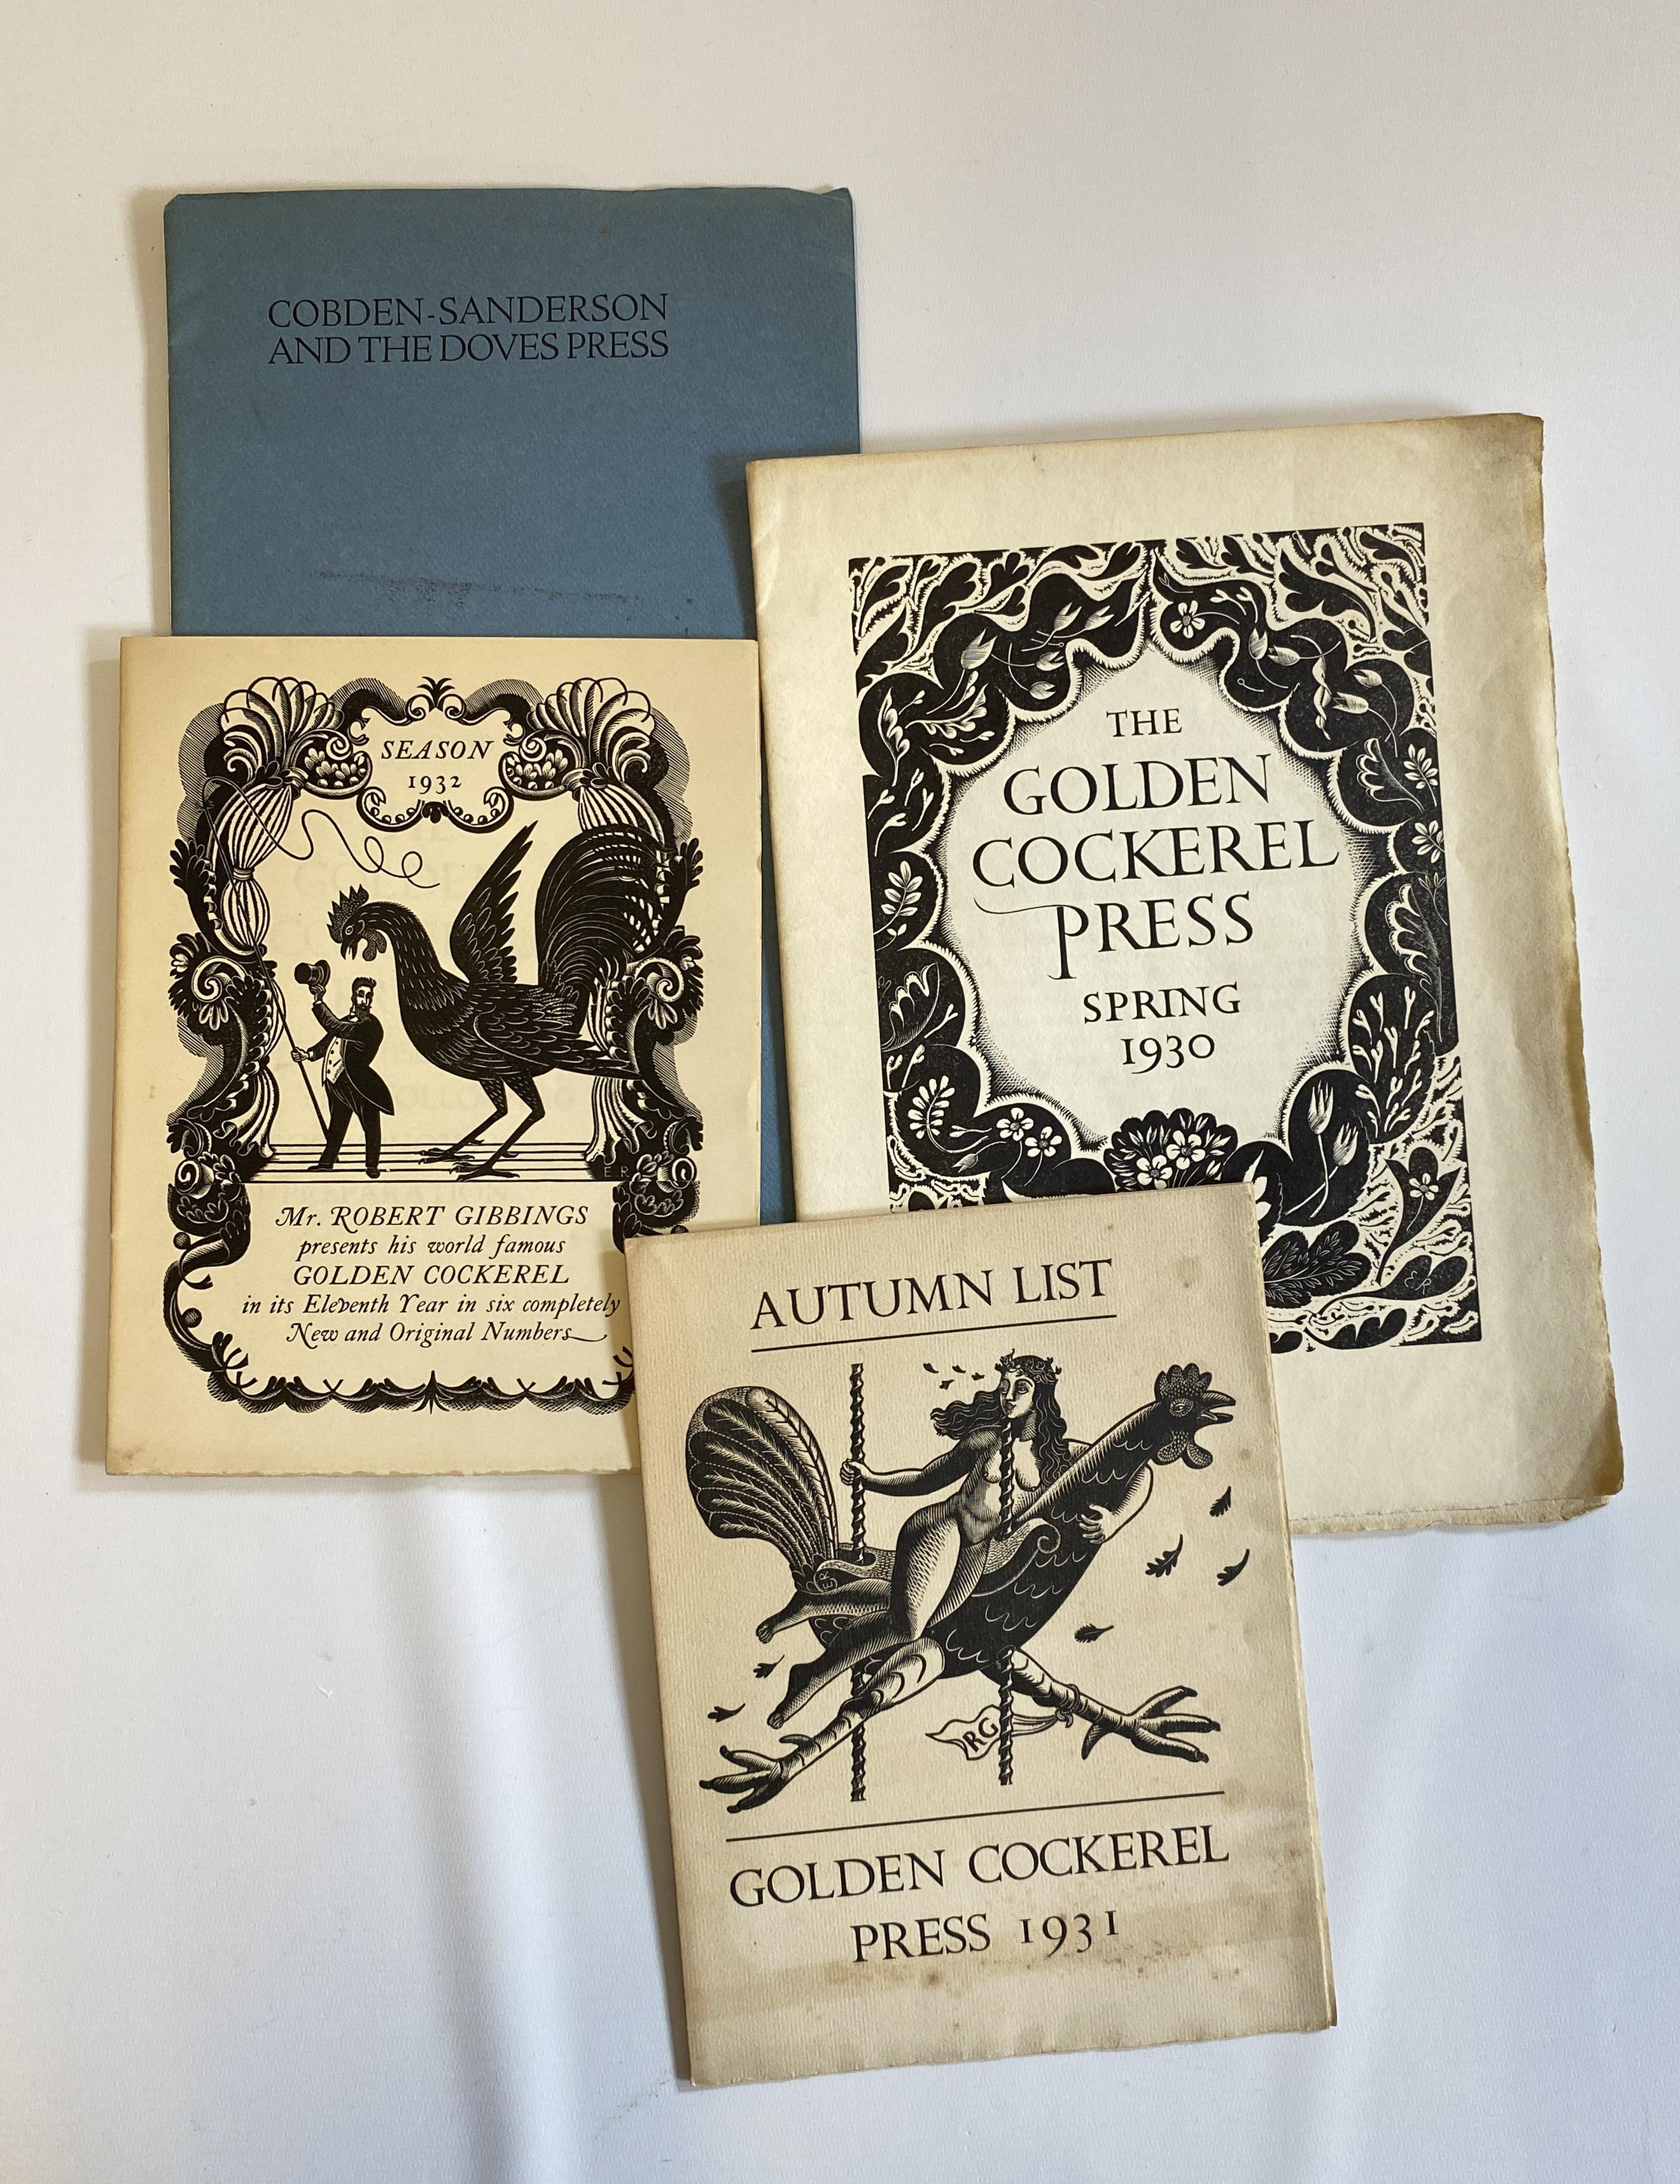 COBDEN-SANDERSON
AND THE DOVES PRESS
SEASON
1932
E R
Mr. ROBERT GIBBINGS
presents his world famous
GOLDEN COCKEREL
in its Eleventh Year in six completely
New and Original Numbers
THE
GOLDEN
COCKEREL
PRESS
SPRING
1930
ER
AUTUMN LIST
ER
RG
GOLDEN COCKEREL
PRESS 1931